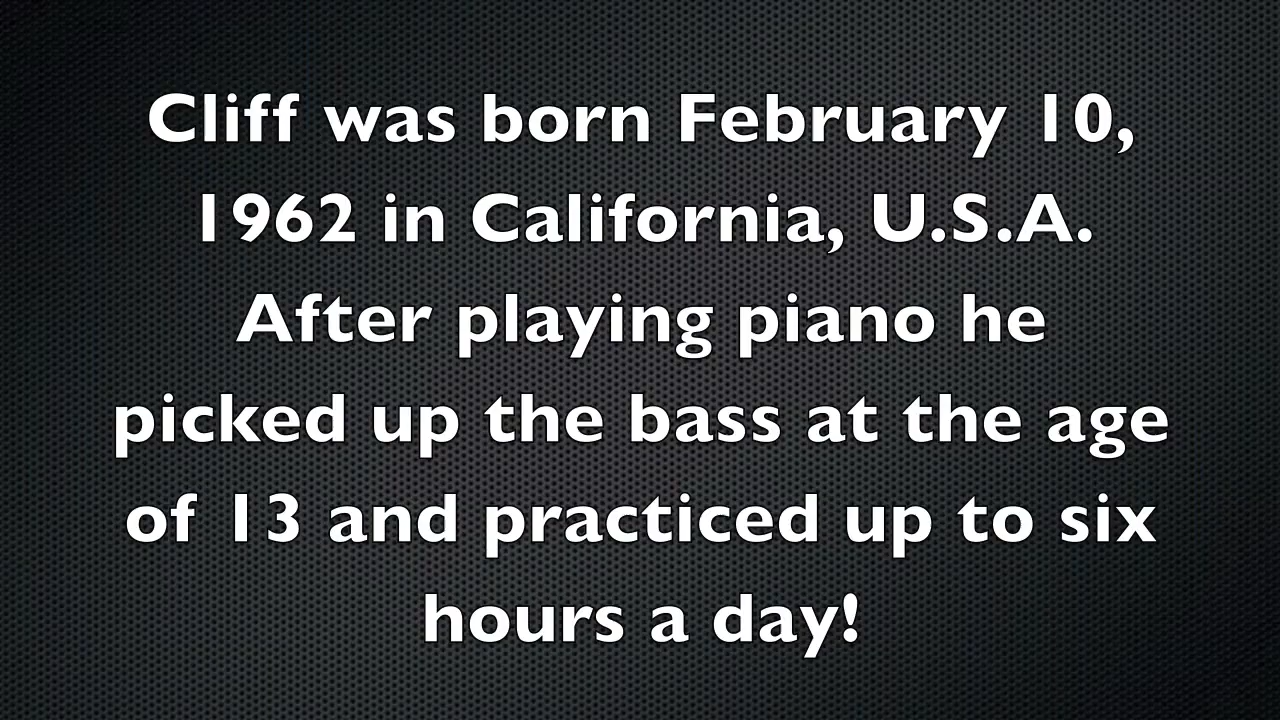 Cliff was born February 10,
1962 in California, U.S.A.
After playing piano he
picked up the bass at the age
of 13 and practiced up to six
hours a day!